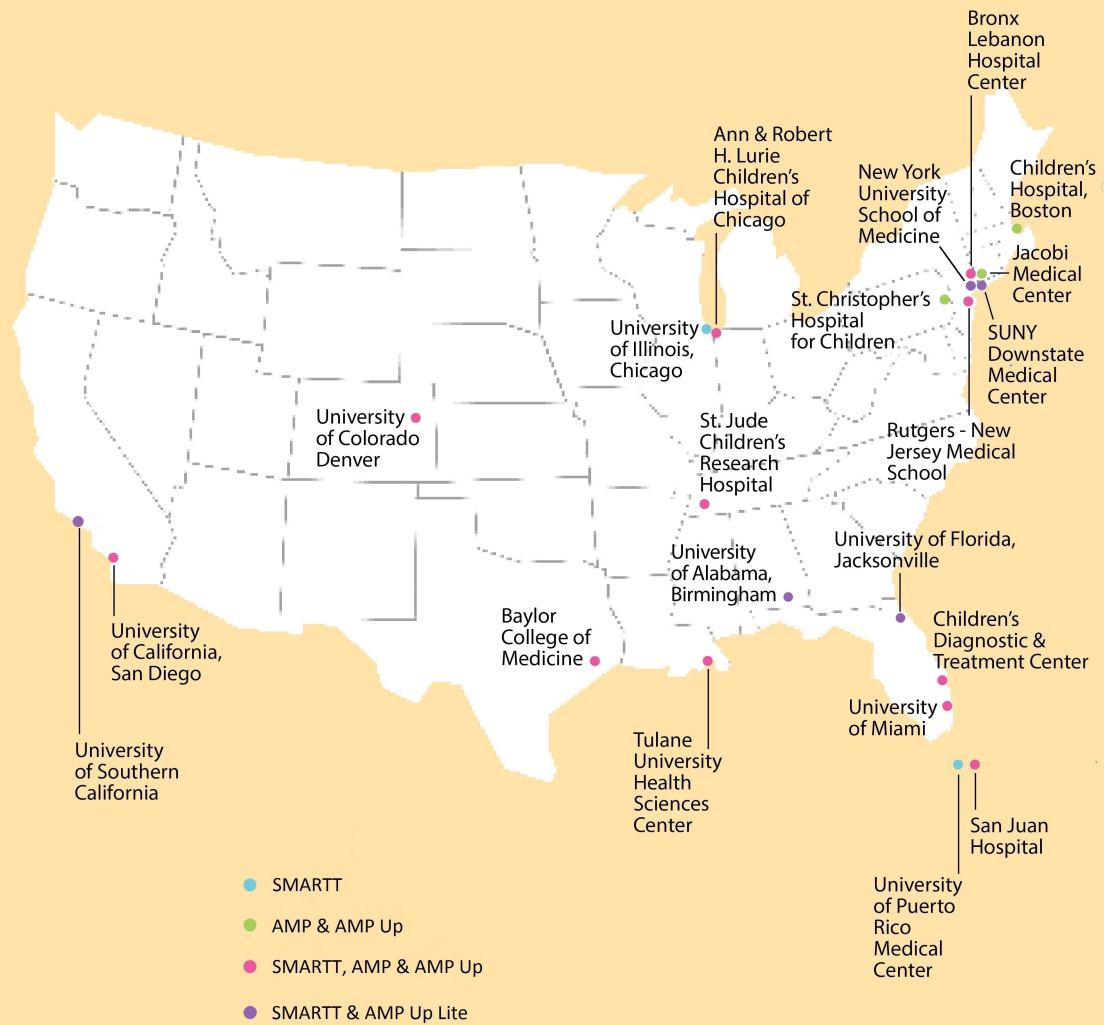 Bronx
Lebanon
Hospital
Center
Ann & Robert
H. Lurie
Children's
Hospital of
Chicago
New York
University
School of
Medicine
Children's
Hospital,
Boston
Jacobi
Medical
Center
St. Christopher's
Hospital
for Children
University
of Illinois,
Chicago
SUNY
Downstate
Medical
Center
University
of Colorado
Denver
St. Jude
Children's
Research
Hospital
Rutgers - New
Jersey Medical
School
University of Florida,
Jacksonville
University
of Alabama,
Birmingham
Baylor
College of
Medicine
Children's
Diagnostic &
Treatment Center
University
of California,
San Diego
University
of Miami
University
of Southern
California
Tulane
University
Health
Sciences
Center
San Juan
Hospital
University
of Puerto
Rico
Medical
Center
SMARTT
AMP & AMP Up
SMARTT, AMP & AMP Up
SMARTT & AMP Up Lite